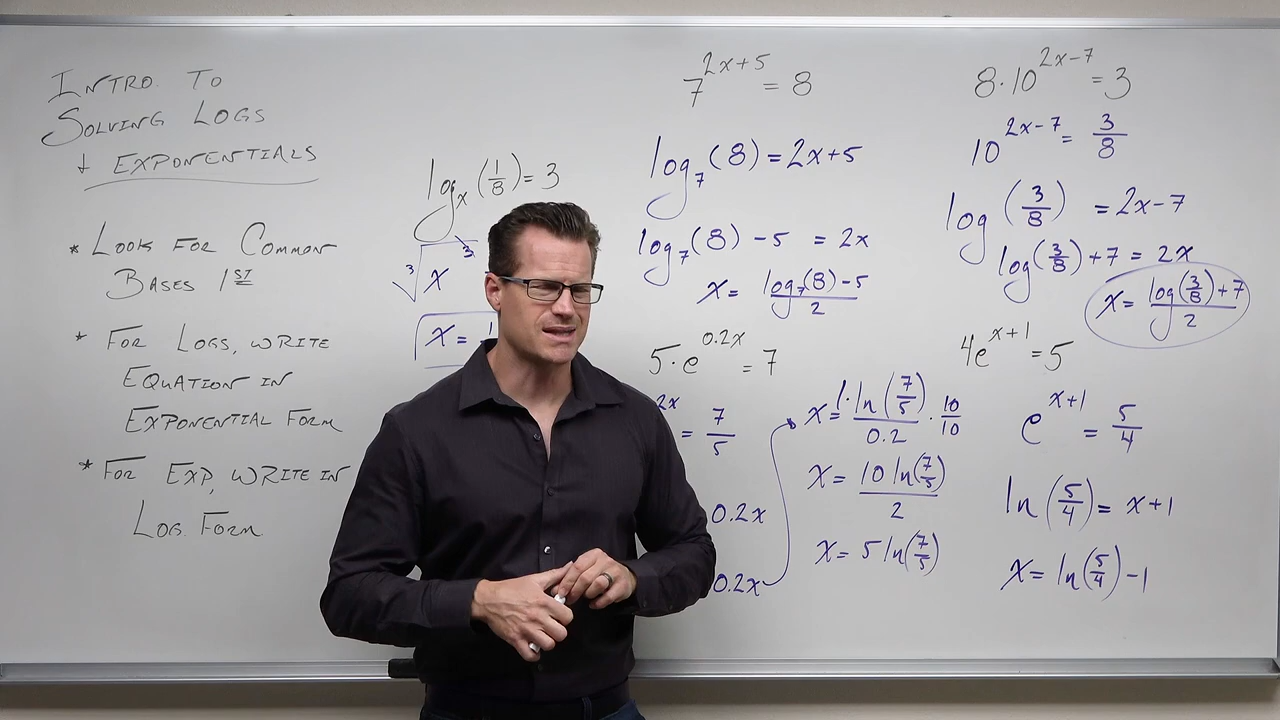 INTRO. TO
SOLVING LOGS
+ EXPONENTIALS
* LOOK FOR COMMON
BASES 1ST
* FOR LOGS, WRITE
EQUATION IN
EXPONENTIAL FORM
* FOR EXP, WRITE IN
LOG. FORM
logₓ(1/8) = 3
∛x³
x = 1
7^(2x+5) = 8
log₇(8) = 2x+5
log₇(8) - 5 = 2x
x = (log₇(8) - 5)/2
5·e^(0.2x) = 7
2x = 7/5
0.2x
0.2x
x = (1·ln(7/5))/0.2 · 10/10
x = (10 ln(7/5))/2
x = 5 ln(7/5)
8·10^(2x-7) = 3
10^(2x-7) = 3/8
log(3/8) = 2x-7
log(3/8) + 7 = 2x
x = (log(3/8) + 7)/2
4e^(x+1) = 5
e^(x+1) = 5/4
ln(5/4) = x+1
x = ln(5/4) - 1